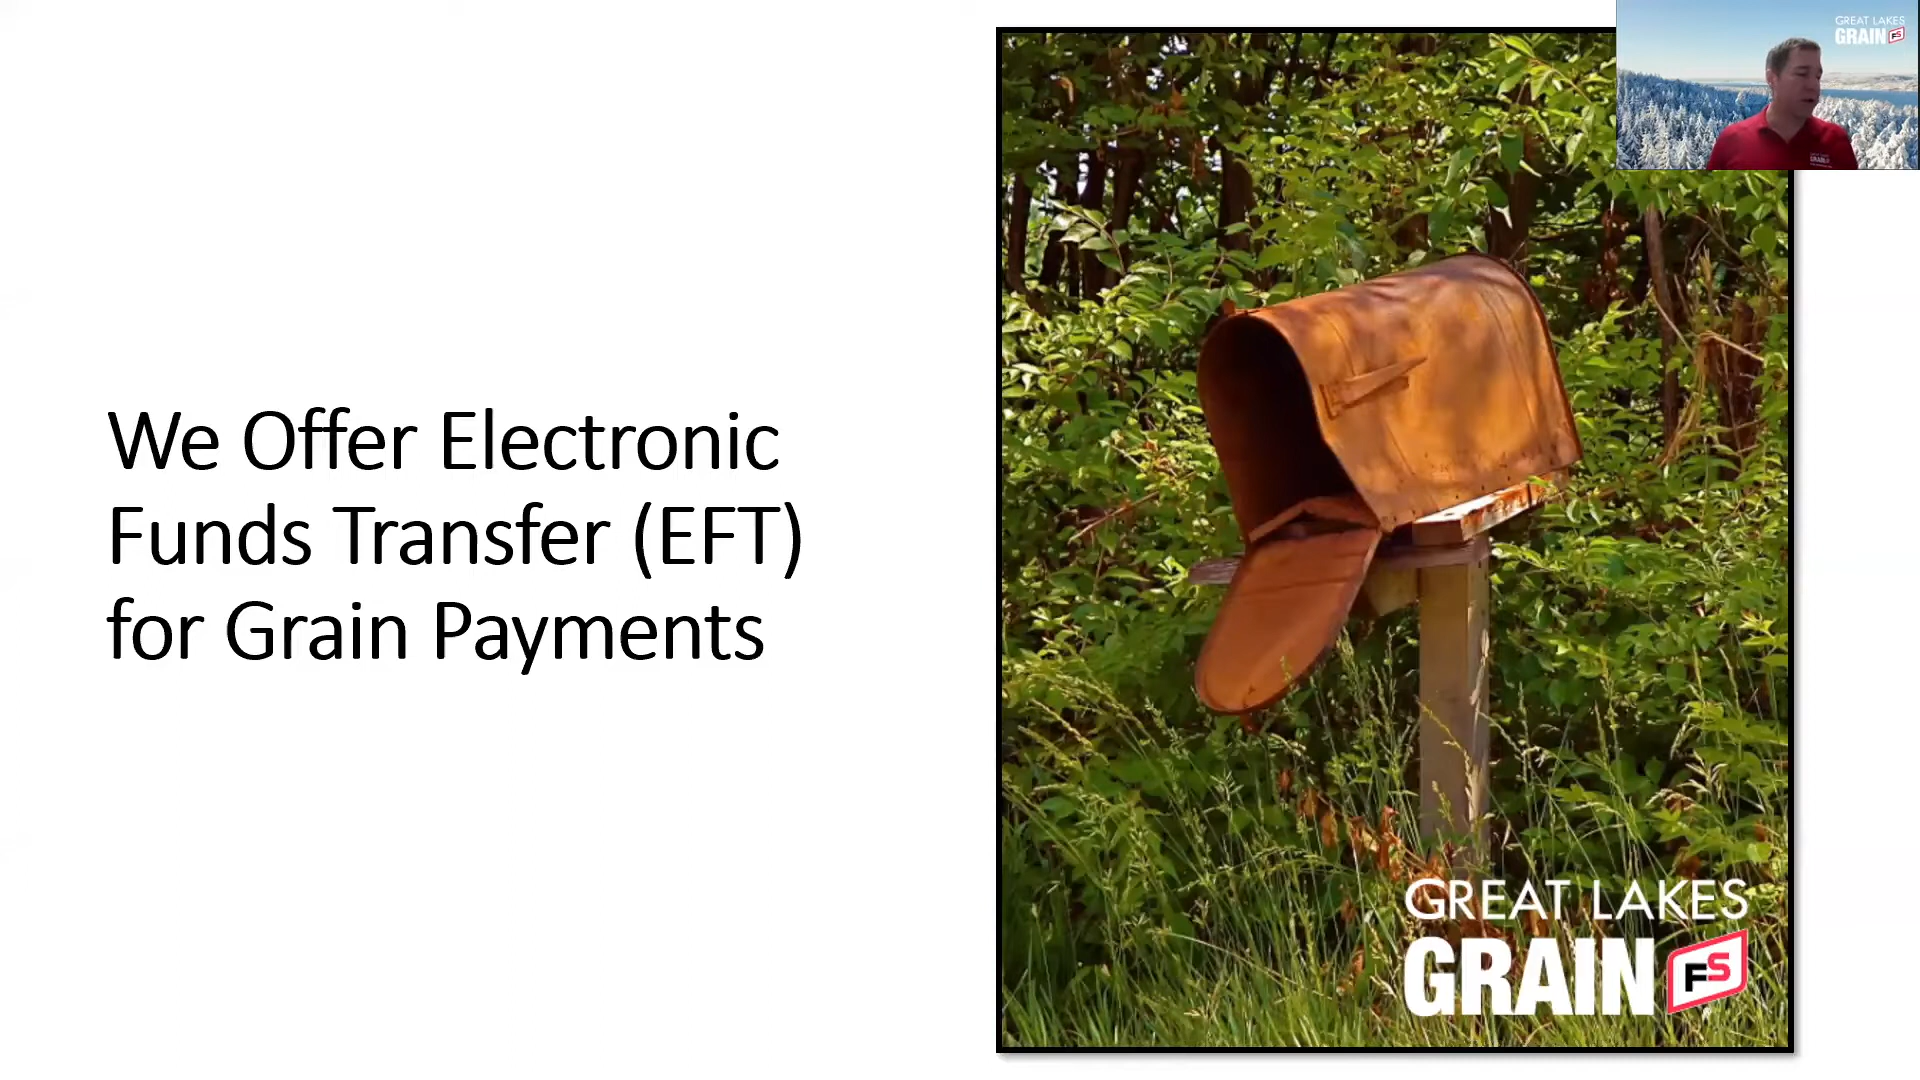 We Offer Electronic
Funds Transfer (EFT)
for Grain Payments
GREAT LAKES
GRAIN FS
GREAT LAKES
GRAIN FS